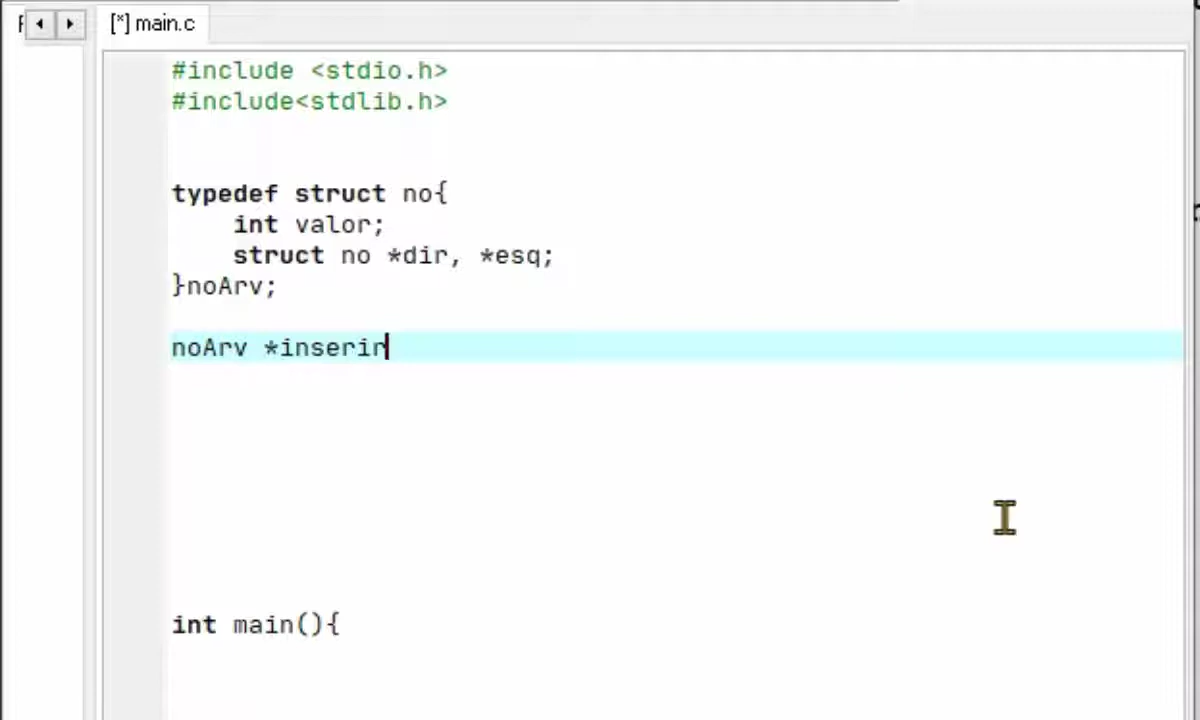 [*] main.c
#include <stdio.h>
#include<stdlib.h>
typedef struct no{
int valor;
struct no *dir, *esq;
}noArv;
noArv *inserir
int main(){